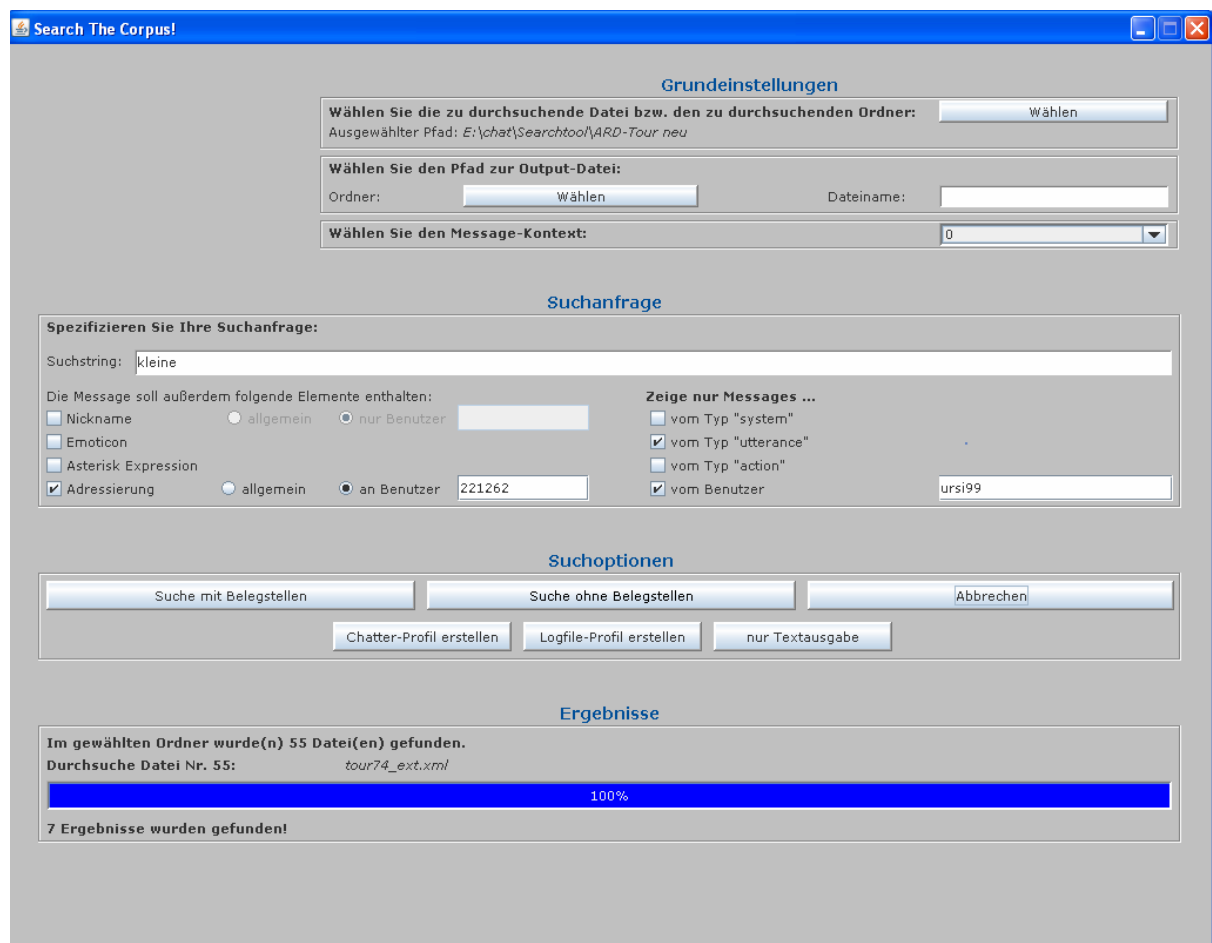 Search The Corpus!
Grundeinstellungen
Wählen Sie die zu durchsuchende Datei bzw. den zu durchsuchenden Ordner: Wählen
Ausgewählter Pfad: E:\chat\Searchtool\ARD-Tour neu
Wählen Sie den Pfad zur Output-Datei:
Ordner: Wählen Dateiname:
Wählen Sie den Message-Kontext: 0
Suchanfrage
Spezifizieren Sie Ihre Suchanfrage:
Suchstring: kleine
Die Message soll außerdem folgende Elemente enthalten: Zeige nur Messages ...
Nickname allgemein nur Benutzer vom Typ "system"
Emoticon vom Typ "utterance"
Asterisk Expression vom Typ "action"
Adressierung allgemein an Benutzer 221262 vom Benutzer ursi99
Suchoptionen
Suche mit Belegstellen Suche ohne Belegstellen Abbrechen
Chatter-Profil erstellen Logfile-Profil erstellen nur Textausgabe
Ergebnisse
Im gewählten Ordner wurde(n) 55 Datei(en) gefunden.
Durchsuche Datei Nr. 55: tour74_ext.xml
100%
7 Ergebnisse wurden gefunden!